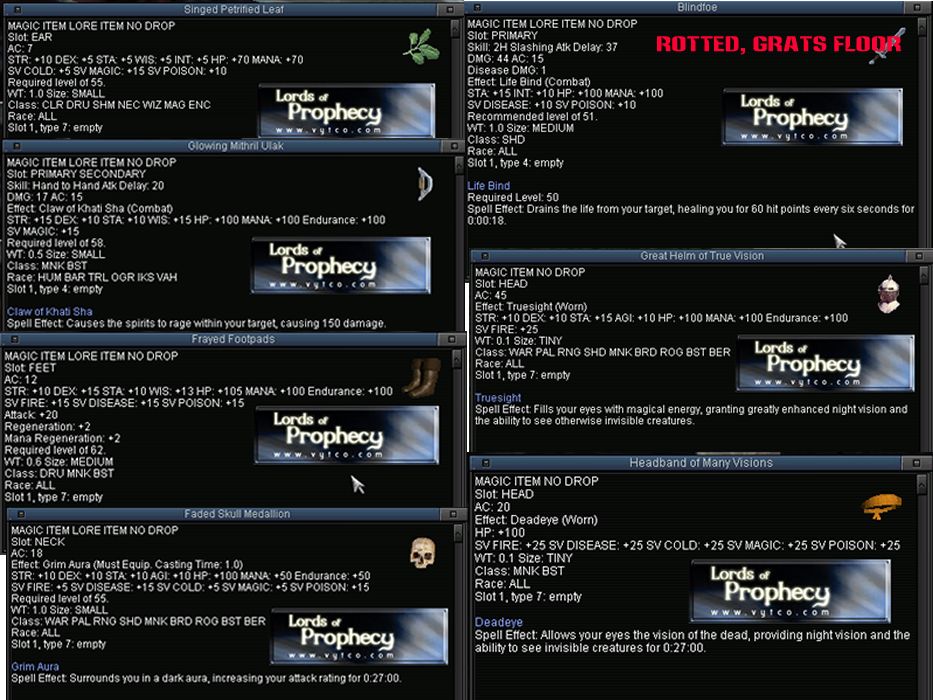 Singed Petrified Leaf
MAGIC ITEM LORE ITEM NO DROP
Slot: EAR
AC: 7
STR: +10 DEX: +5 STA: +5 WIS: +5 INT: +5 HP: +70 MANA: +70
SV COLD: +5 SV MAGIC: +15 SV POISON: +10
Required level of 55.
WT: 1.0 Size: SMALL
Class: CLR DRU SHM NEC WIZ MAG ENC
Race: ALL
Slot 1, type 7: empty
Lords of
Prophecy
www.vytco.com
Glowing Mithril Ulak
MAGIC ITEM LORE ITEM NO DROP
Slot: PRIMARY SECONDARY
Skill: Hand to Hand Atk Delay: 20
DMG: 17 AC: 15
Effect: Claw of Khati Sha (Combat)
STR: +15 DEX: +10 STA: +10 WIS: +15 HP: +100 MANA: +100 Endurance: +100
SV MAGIC: +15
Required level of 58.
WT: 0.5 Size: SMALL
Class: MNK BST
Race: HUM BAR TRL OGR IKS VAH
Slot 1, type 4: empty
Lords of
Prophecy
www.vytco.com
Claw of Khati Sha
Spell Effect: Causes the spirits to rage within your target, causing 150 damage.
Frayed Footpads
MAGIC ITEM LORE ITEM NO DROP
Slot: FEET
AC: 12
STR: +10 DEX: +15 STA: +10 WIS: +13 HP: +105 MANA: +100 Endurance: +100
SV FIRE: +15 SV DISEASE: +15 SV POISON: +15
Attack: +20
Regeneration: +2
Mana Regeneration: +2
Required level of 62.
WT: 0.6 Size: MEDIUM
Class: DRU MNK BST
Race: ALL
Slot 1, type 7: empty
Lords of
Prophecy
www.vytco.com
Faded Skull Medallion
MAGIC ITEM LORE ITEM NO DROP
Slot: NECK
AC: 18
Effect: Grim Aura (Must Equip. Casting Time: 1.0)
STR: +10 DEX: +10 STA: +10 AGI: +10 HP: +100 MANA: +50 Endurance: +50
SV FIRE: +5 SV DISEASE: +15 SV COLD: +5 SV MAGIC: +5 SV POISON: +15
Required level of 55.
WT: 1.0 Size: SMALL
Class: WAR PAL RNG SHD MNK BRD ROG BST BER
Race: ALL
Slot 1, type 7: empty
Lords of
Prophecy
www.vytco.com
Grim Aura
Spell Effect: Surrounds you in a dark aura, increasing your attack rating for 0:27:00.
Blindfoe
MAGIC ITEM LORE ITEM NO DROP
Slot: PRIMARY
Skill: 2H Slashing Atk Delay: 37
ROTTED, GRATS FLOOR
DMG: 44 AC: 15
Disease DMG: 1
Effect: Life Bind (Combat)
STA: +15 INT: +10 HP: +100 MANA: +100
SV DISEASE: +10 SV POISON: +10
Recommended level of 51.
WT: 1.0 Size: MEDIUM
Class: SHD
Race: ALL
Slot 1, type 4: empty
Lords of
Prophecy
www.vytco.com
Life Bind
Required Level: 50
Spell Effect: Drains the life from your target, healing you for 60 hit points every six seconds for
0:00:18.
Great Helm of True Vision
MAGIC ITEM NO DROP
Slot: HEAD
AC: 45
Effect: Truesight (Worn)
STR: +10 DEX: +10 STA: +15 AGI: +10 HP: +100 MANA: +100 Endurance: +100
SV FIRE: +25
WT: 0.1 Size: TINY
Class: WAR PAL RNG SHD MNK BRD ROG BST BER
Race: ALL
Slot 1, type 7: empty
Lords of
Prophecy
www.vytco.com
Truesight
Spell Effect: Fills your eyes with magical energy, granting greatly enhanced night vision and
the ability to see otherwise invisible creatures.
Headband of Many Visions
MAGIC ITEM NO DROP
Slot: HEAD
AC: 20
Effect: Deadeye (Worn)
HP: +100
SV FIRE: +25 SV DISEASE: +25 SV COLD: +25 SV MAGIC: +25 SV POISON: +25
WT: 0.1 Size: TINY
Class: MNK BST
Race: ALL
Slot 1, type 7: empty
Lords of
Prophecy
www.vytco.com
Deadeye
Spell Effect: Allows your eyes the vision of the dead, providing night vision and the
ability to see invisible creatures for 0:27:00.